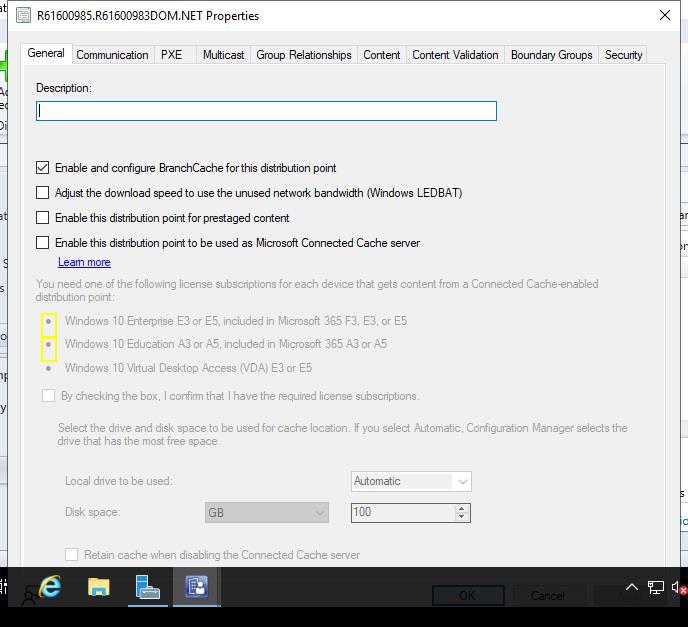 R61600985.R61600983DOM.NET Properties
General Communication PXE Multicast Group Relationships Content Content Validation Boundary Groups Security
Description:
Enable and configure BranchCache for this distribution point
Adjust the download speed to use the unused network bandwidth (Windows LEDBAT)
Enable this distribution point for prestaged content
Enable this distribution point to be used as Microsoft Connected Cache server
Learn more
You need one of the following license subscriptions for each device that gets content from a Connected Cache-enabled
distribution point:
Windows 10 Enterprise E3 or E5, included in Microsoft 365 F3, E3, or E5
Windows 10 Education A3 or A5, included in Microsoft 365 A3 or A5
Windows 10 Virtual Desktop Access (VDA) E3 or E5
By checking the box, I confirm that I have the required license subscriptions.
Select the drive and disk space to be used for cache location. If you select Automatic, Configuration Manager selects the
drive that has the most free space.
Local drive to be used: Automatic
Disk space: GB 100
Retain cache when disabling the Connected Cache server
OK Cancel